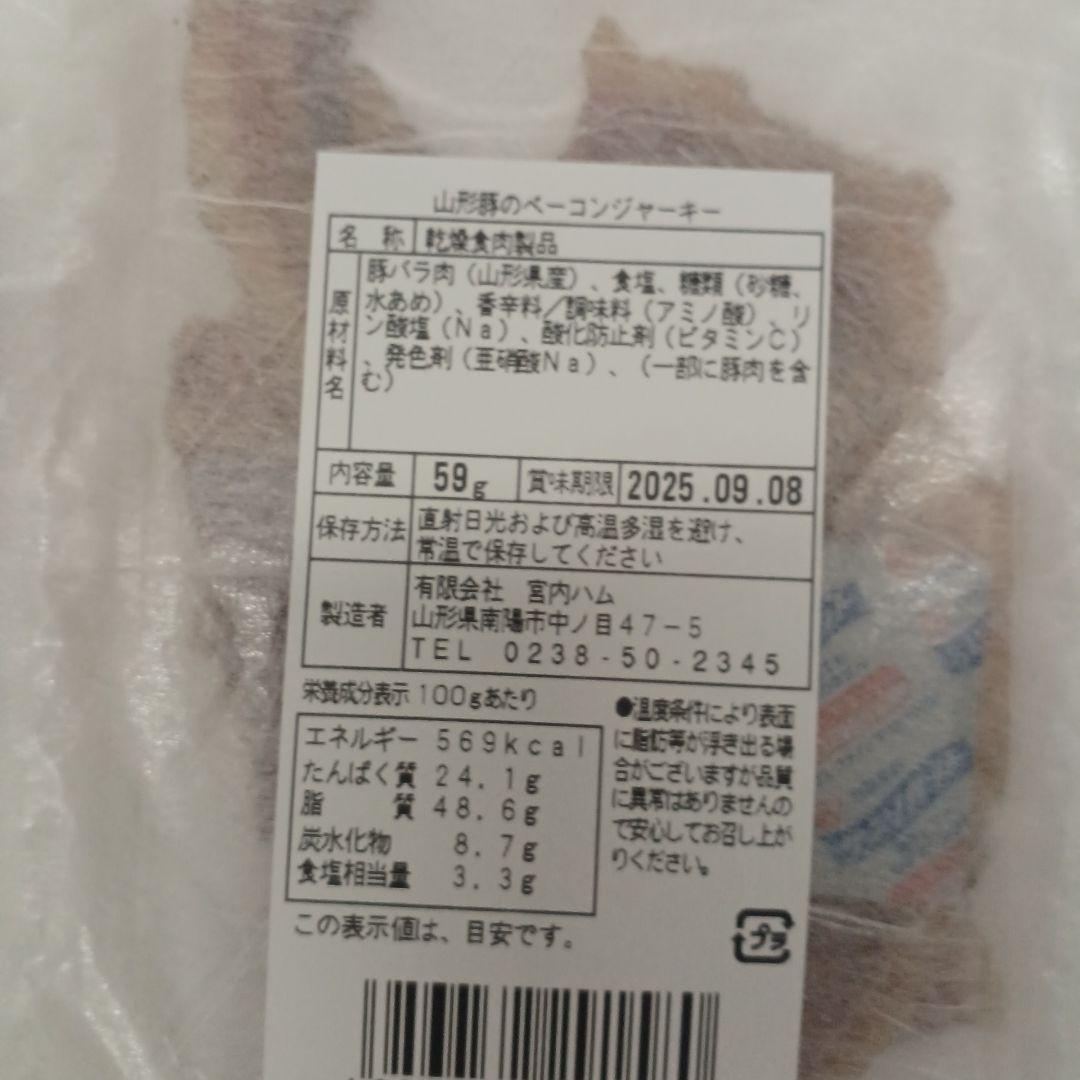 山形豚のベーコンジャーキー
名 称 乾燥食肉製品
原材料名 豚バラ肉（山形県産）、食塩、糖類（砂糖、
水あめ）、香辛料／調味料（アミノ酸）、リ
ン酸塩（Na）、酸化防止剤（ビタミンC）
、発色剤（亜硝酸Na）、（一部に豚肉を含
む）
内容量 59g 賞味期限 2025.09.08
保存方法 直射日光および高温多湿を避け、
常温で保存してください
製造者 有限会社 宮内ハム
山形県南陽市中ノ目47－5
TEL 0238-50-2345
栄養成分表示 100gあたり
エネルギー 569kcal
たんぱく質 24.1g
脂 質 48.6g
炭水化物 8.7g
食塩相当量 3.3g
この表示値は、目安です。
●温度条件により表面
に脂肪等が浮き出る場
合がございますが品質
に異常はありませんの
で安心してお召し上が
りください。
プラ